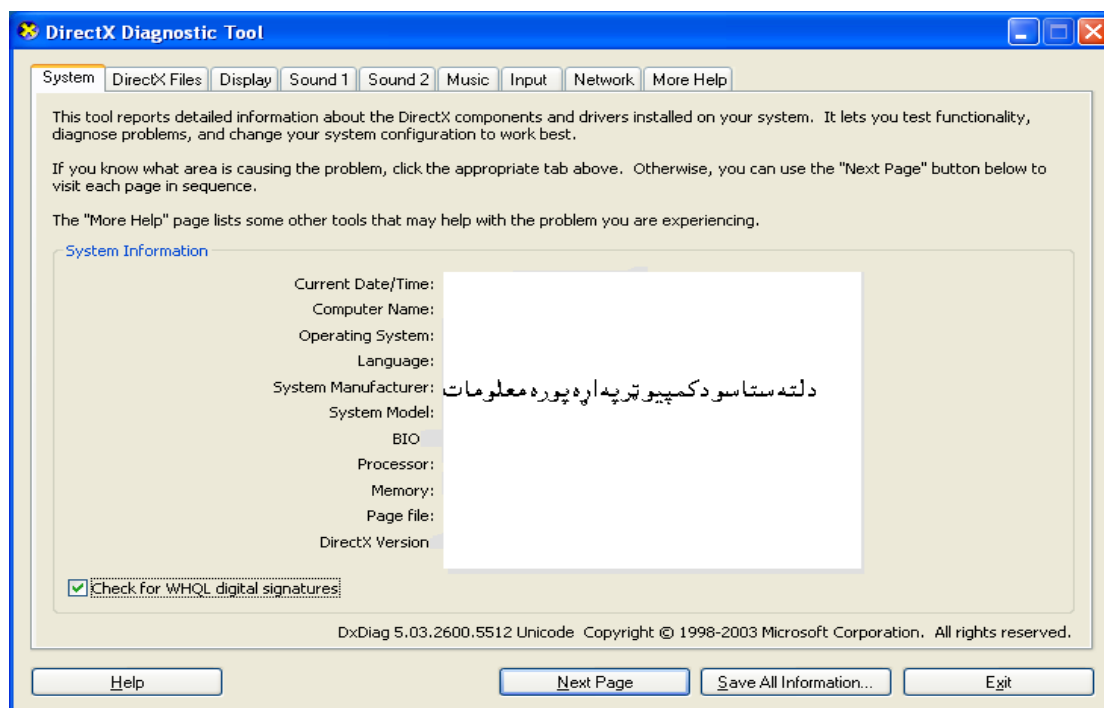 DirectX Diagnostic Tool
System DirectX Files Display Sound 1 Sound 2 Music Input Network More Help
This tool reports detailed information about the DirectX components and drivers installed on your system. It lets you test functionality,
diagnose problems, and change your system configuration to work best.
If you know what area is causing the problem, click the appropriate tab above. Otherwise, you can use the "Next Page" button below to
visit each page in sequence.
The "More Help" page lists some other tools that may help with the problem you are experiencing.
System Information
Current Date/Time:
Computer Name:
Operating System:
Language:
System Manufacturer:
دلته ستاسو د کمپیوټر په اړه پوره معلومات
System Model:
BIO
Processor:
Memory:
Page file:
DirectX Version
Check for WHQL digital signatures
DxDiag 5.03.2600.5512 Unicode Copyright © 1998-2003 Microsoft Corporation. All rights reserved.
Help Next Page Save All Information... Exit